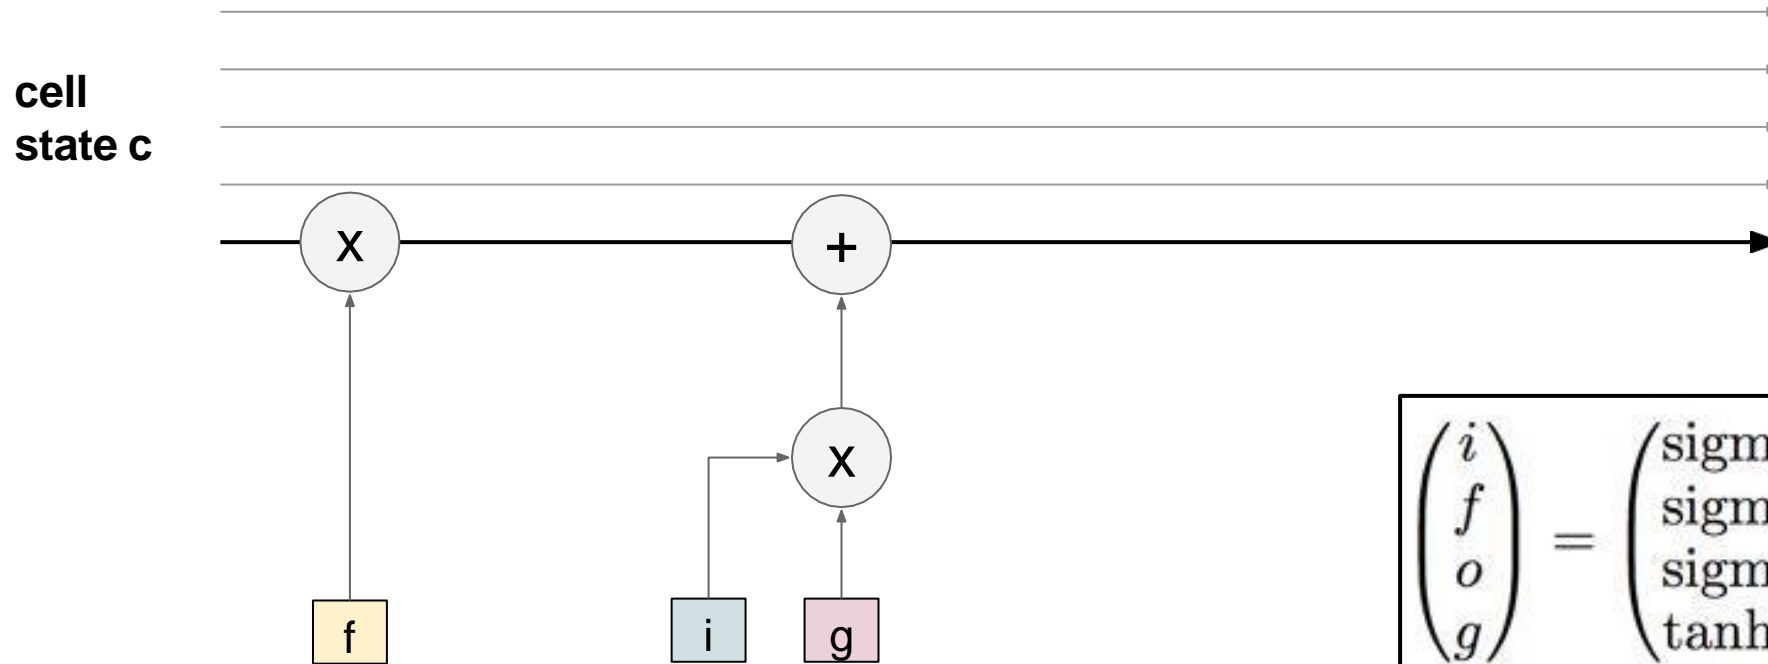 cell
state c
x
+
x
f
i
g
i
f
=
o
g
sigm
sigm
sigm
tanh